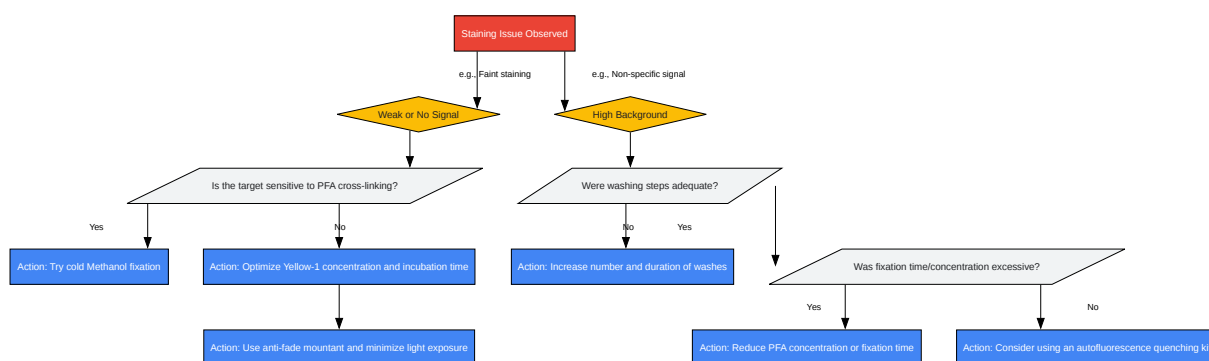 Staining Issue Observed
e.g., Faint staining
e.g., Non-specific signal
Weak or No Signal
High Background
Is the target sensitive to PFA cross-linking?
Were washing steps adequate?
Yes
No
No
Yes
Action: Try cold Methanol fixation
Action: Optimize Yellow-1 concentration and incubation time
Action: Increase number and duration of washes
Was fixation time/concentration excessive?
Yes
No
Action: Use anti-fade mountant and minimize light exposure
Action: Reduce PFA concentration or fixation time
Action: Consider using an autofluorescence quenching